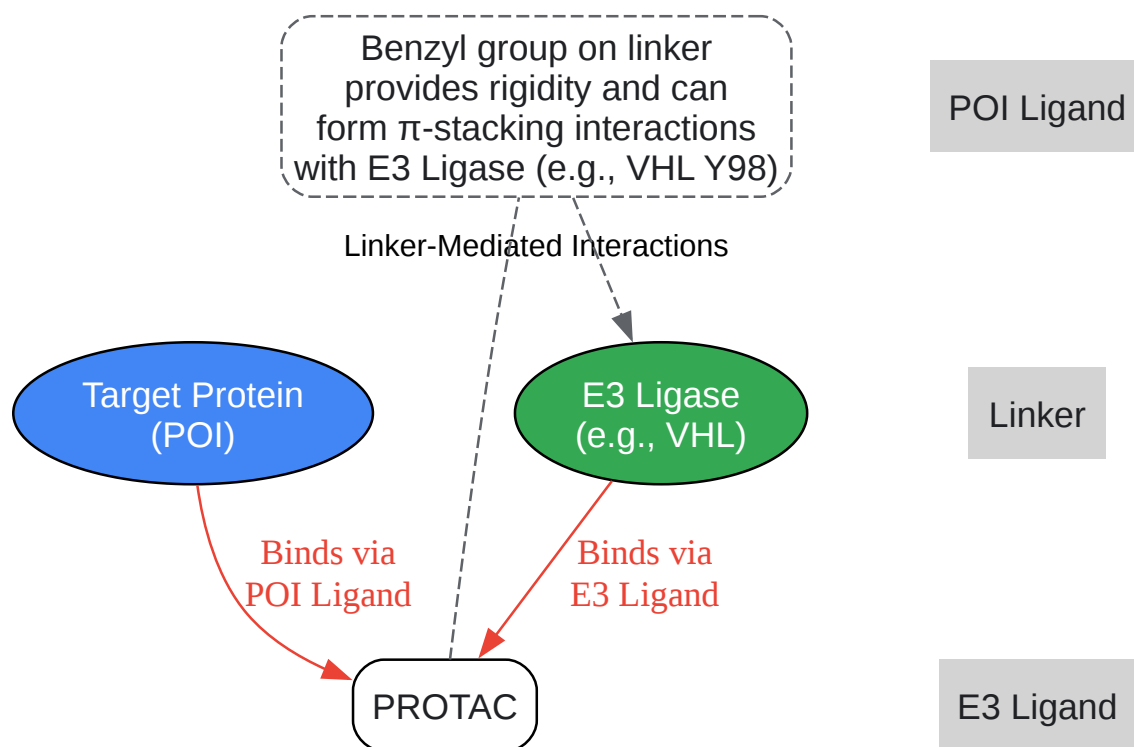 Benzyl group on linker
provides rigidity and can
form π-stacking interactions
with E3 Ligase (e.g., VHL Y98)
POI Ligand
Linker-Mediated Interactions
Target Protein
(POI)
E3 Ligase
(e.g., VHL)
Linker
Binds via
POI Ligand
Binds via
E3 Ligand
PROTAC
E3 Ligand